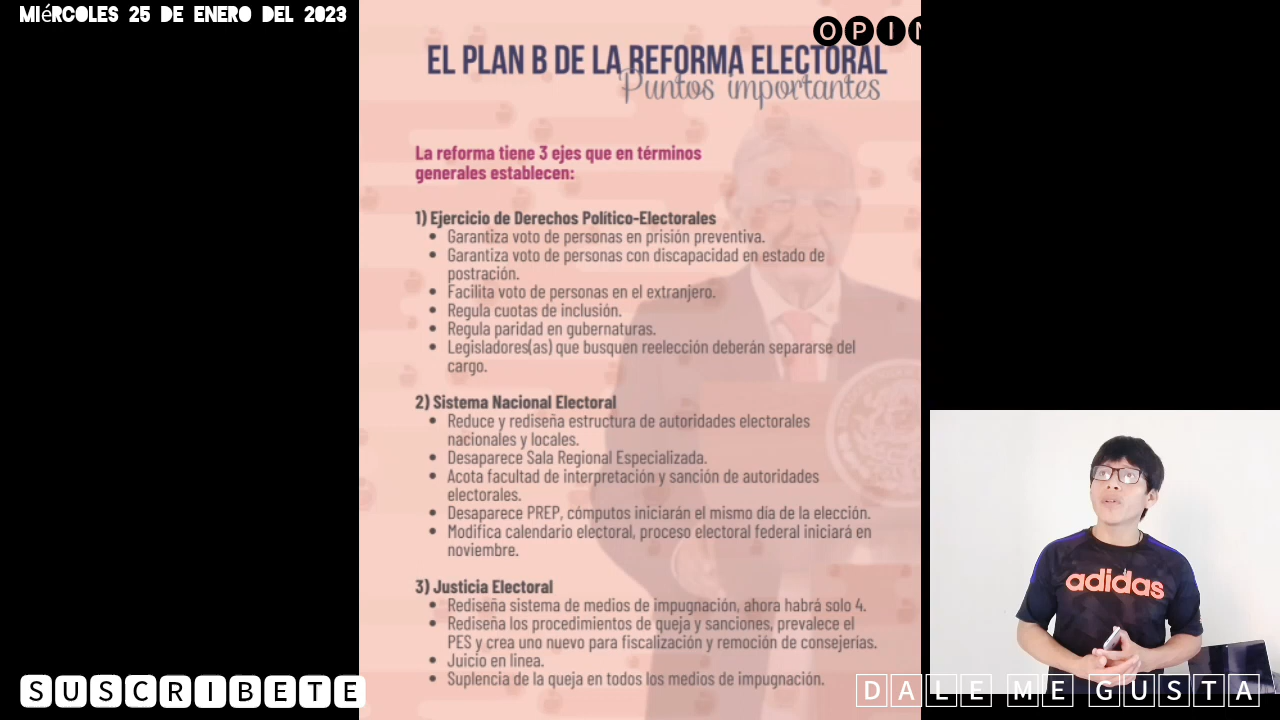 MIéRCOLES 25 DE ENERO DEL 2023
OPIN
EL PLAN B DE LA REFORMA ELECTORAL
Puntos importantes
La reforma tiene 3 ejes que en términos
generales establecen:
1) Ejercicio de Derechos Político-Electorales
• Garantiza voto de personas en prisión preventiva.
• Garantiza voto de personas con discapacidad en estado de
postración.
• Facilita voto de personas en el extranjero.
• Regula cuotas de inclusión.
• Regula paridad en gubernaturas.
• Legisladores(as) que busquen reelección deberán separarse del
cargo.
2) Sistema Nacional Electoral
• Reduce y rediseña estructura de autoridades electorales
nacionales y locales.
• Desaparece Sala Regional Especializada.
• Acota facultad de interpretación y sanción de autoridades
electorales.
• Desaparece PREP, cómputos iniciarán el mismo día de la elección.
• Modifica calendario electoral, proceso electoral federal iniciará en
noviembre.
3) Justicia Electoral
• Rediseña sistema de medios de impugnación, ahora habrá solo 4.
• Rediseña los procedimientos de queja y sanciones, prevalece el
PES y crea uno nuevo para fiscalización y remoción de consejerías.
• Juicio en linea.
• Suplencia de la queja en todos los medios de impugnación.
adidas
SUSCRIBETE
DALE ME GUSTA